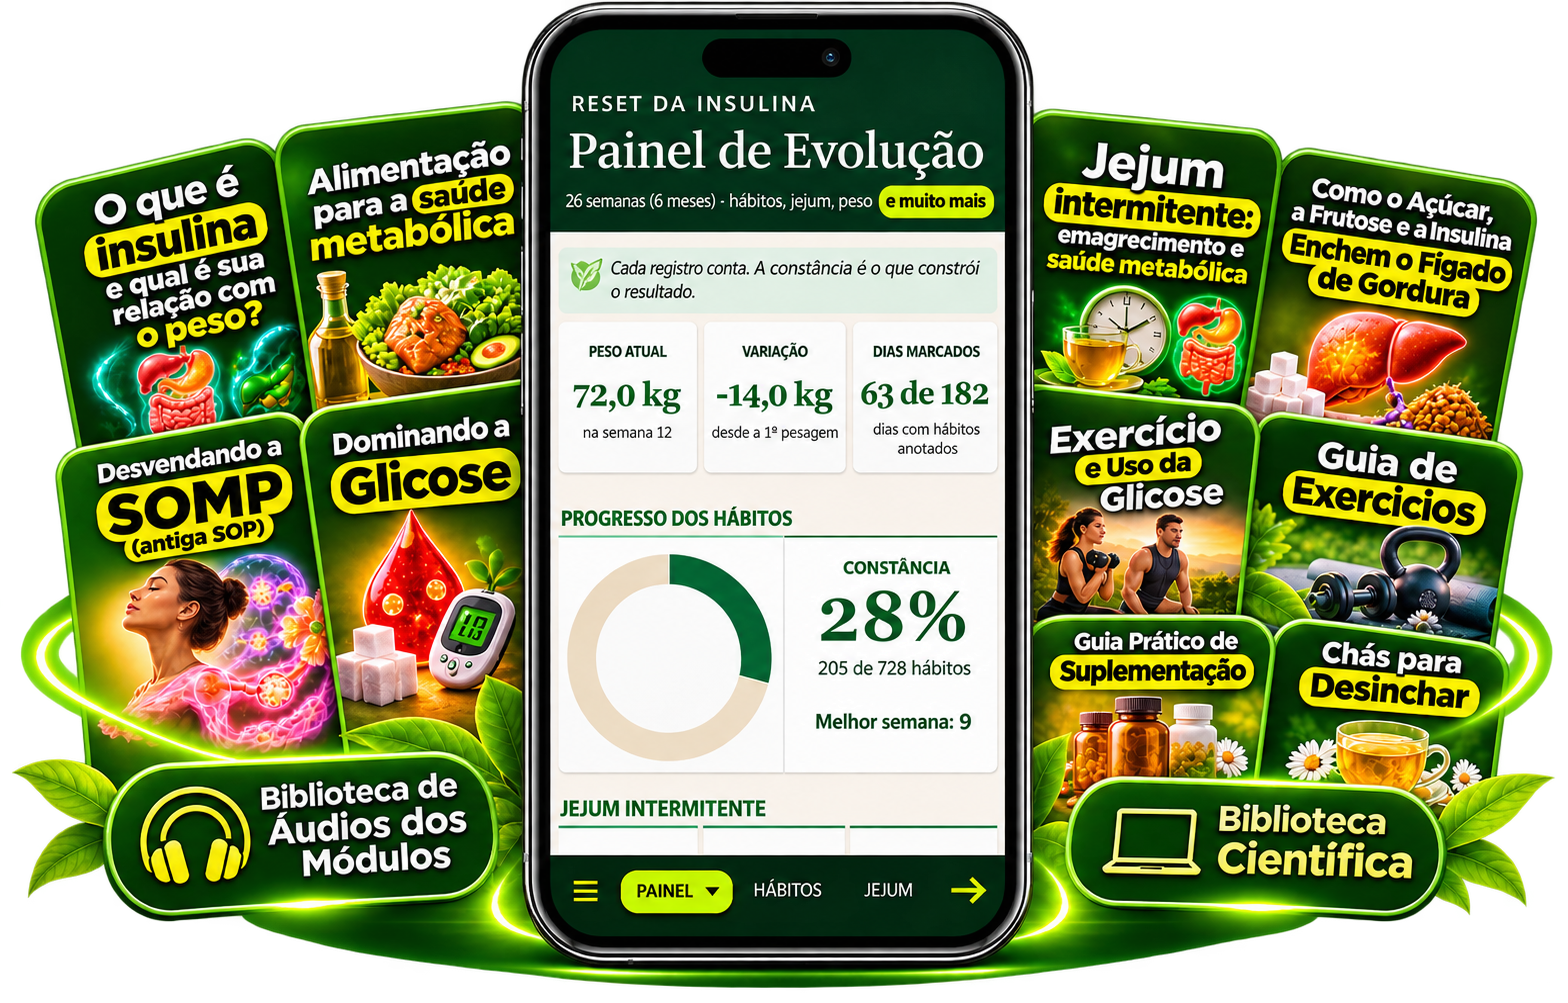 O que é
insulina
e qual é sua
relação com
o peso?
Alimentação
para a saúde
metabólica
Desvendando a
SOMP
(antiga SOP)
Dominando a
Glicose
Biblioteca de
Áudios dos
Módulos
RESET DA INSULINA
Painel de Evolução
26 semanas (6 meses) - hábitos, jejum, peso e muito mais
Cada registro conta. A constância é o que constrói
o resultado.
PESO ATUAL
72,0 kg
na semana 12
VARIAÇÃO
-14,0 kg
desde a 1ª pesagem
DIAS MARCADOS
63 de 182
dias com hábitos
anotados
PROGRESSO DOS HÁBITOS
CONSTÂNCIA
28%
205 de 728 hábitos
Melhor semana: 9
JEJUM INTERMITENTE
PAINEL
HÁBITOS
JEJUM
Jejum
intermitente:
emagrecimento e
saúde metabólica
Como o Açúcar,
a Frutose e a Insulina
Enchem o Fígado
de Gordura
Exercício
e Uso da
Glicose
Guia de
Exercicios
Guia Prático de
Suplementação
Chás para
Desinchar
Biblioteca
Científica